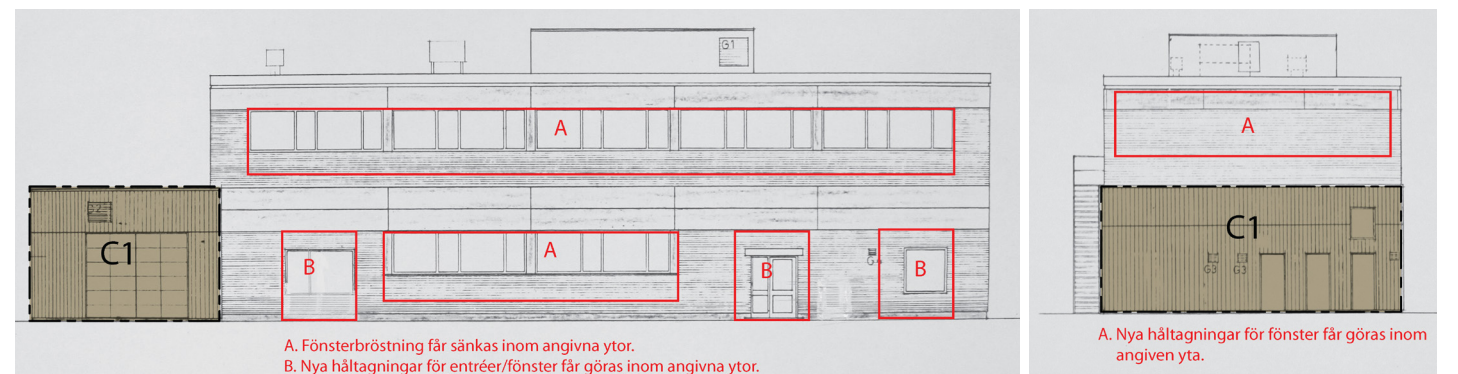 G1
A
C1
B
A
B
G4
B
A. Fönsterbröstning får sänkas inom angivna ytor.
B. Nya håltagningar för entréer/fönster får göras inom angivna ytor.
A
C1
G3
G3
A. Nya håltagningar för fönster får göras inom
angiven yta.